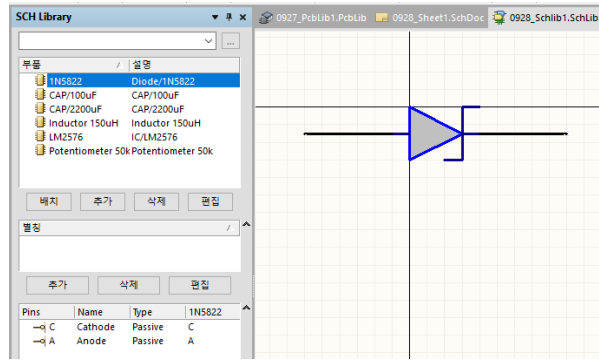 SCH Library
0927_PcbLib1.PcbLib 0928_Sheet1.SchDoc 0928_Schlib1.SchLib
...
부품 / 설명
1N5822 Diode/1N5822
CAP/100uF CAP/100uF
CAP/2200uF CAP/2200uF
Inductor 150uH Inductor 150uH
LM2576 IC/LM2576
Potentiometer 50k Potentiometer 50k
배치 추가 삭제 편집
별칭 /
추가 삭제 편집
Pins Name Type 1N5822
C Cathode Passive C
A Anode Passive A